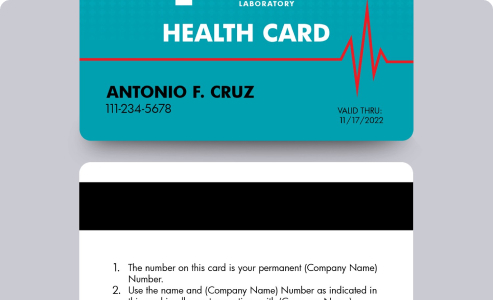 LABORATORY
HEALTH CARD
ANTONIO F. CRUZ
111-234-5678
VALID THRU:
11/17/2022
1. The number on this card is your permanent (Company Name)
Number.
2. Use the name and (Company Name) Number as indicated in